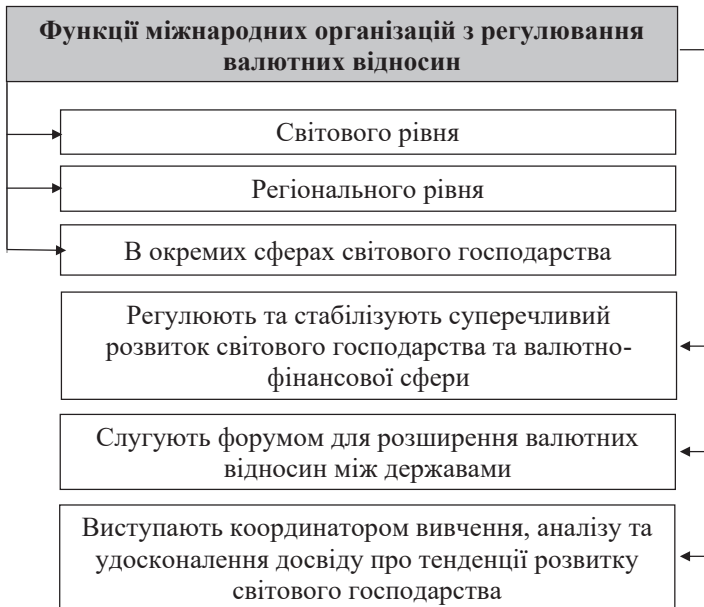 Функції міжнародних організацій з регулювання
валютних відносин
Світового рівня
Регіонального рівня
В окремих сферах світового господарства
Регулюють та стабілізують суперечливий
розвиток світового господарства та валютно-
фінансової сфери
Слугують форумом для розширення валютних
відносин між державами
Виступають координатором вивчення, аналізу та
удосконалення досвіду про тенденції розвитку
світового господарства